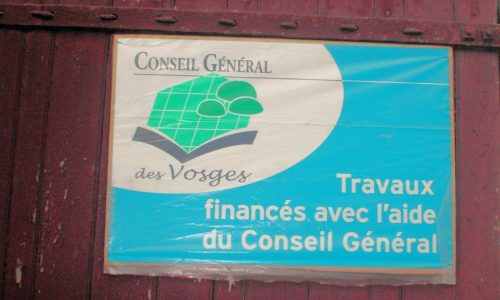 CONSEIL GÉNÉRAL
des Vosges
Travaux
financés avec l'aide
du Conseil Général